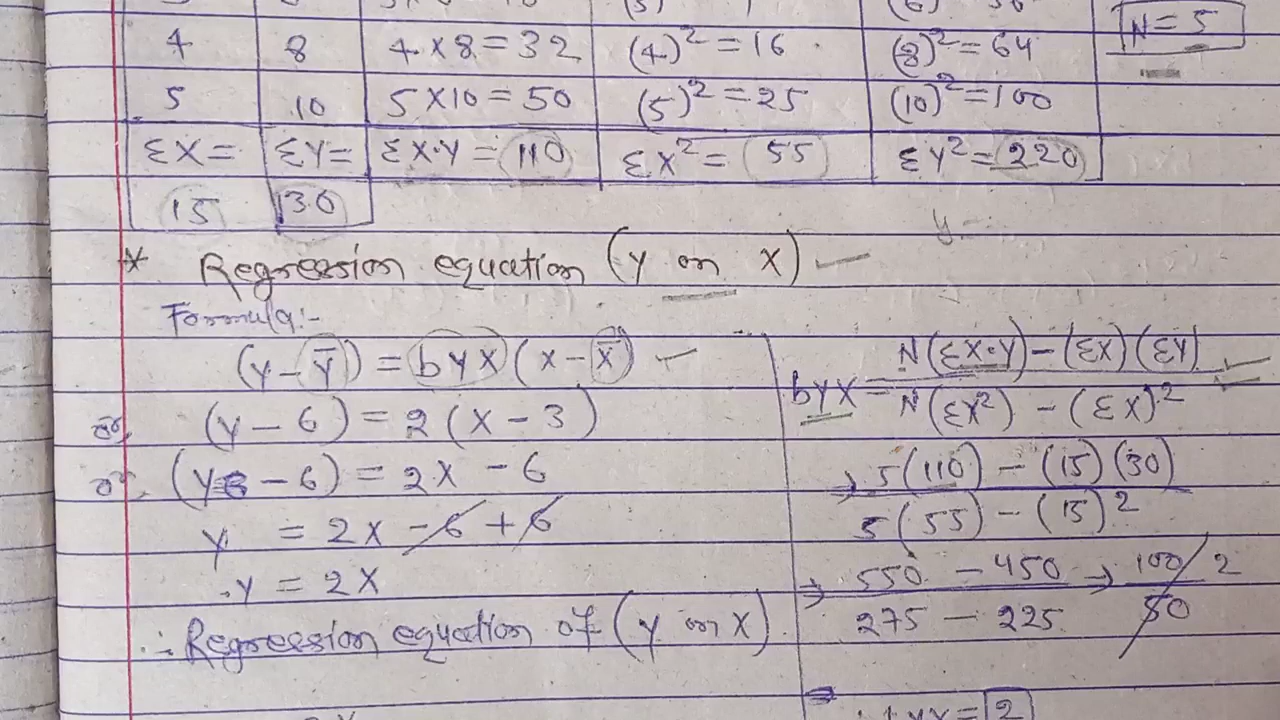 N = 5
4 8 4 × 8 = 32 (4)² = 16 (8)² = 64
5 10 5 × 10 = 50 (5)² = 25 (10)² = 100
ΣX = ΣY = ΣX·Y = 110 ΣX² = 55 ΣY² = 220
15 30
y =
* Regression equation (Y on X)
Formula:-
(Y - Y̅) = bYX (X - X̅)
or, (Y - 6) = 2 (X - 3)
or, (Y - 6) = 2X - 6
Y = 2X - 6 + 6
Y = 2X
∴ Regression equation of (Y on X)
bYX = N(ΣX·Y) - (ΣX)(ΣY) / N(ΣX²) - (ΣX)²
→ 5(110) - (15)(30) / 5(55) - (15)²
→ 550 - 450 / 275 - 225 → 100 / 50 2
YX = 2